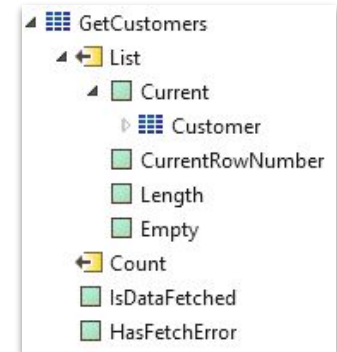 GetCustomers
List
Current
Customer
CurrentRowNumber
Length
Empty
Count
IsDataFetched
HasFetchError